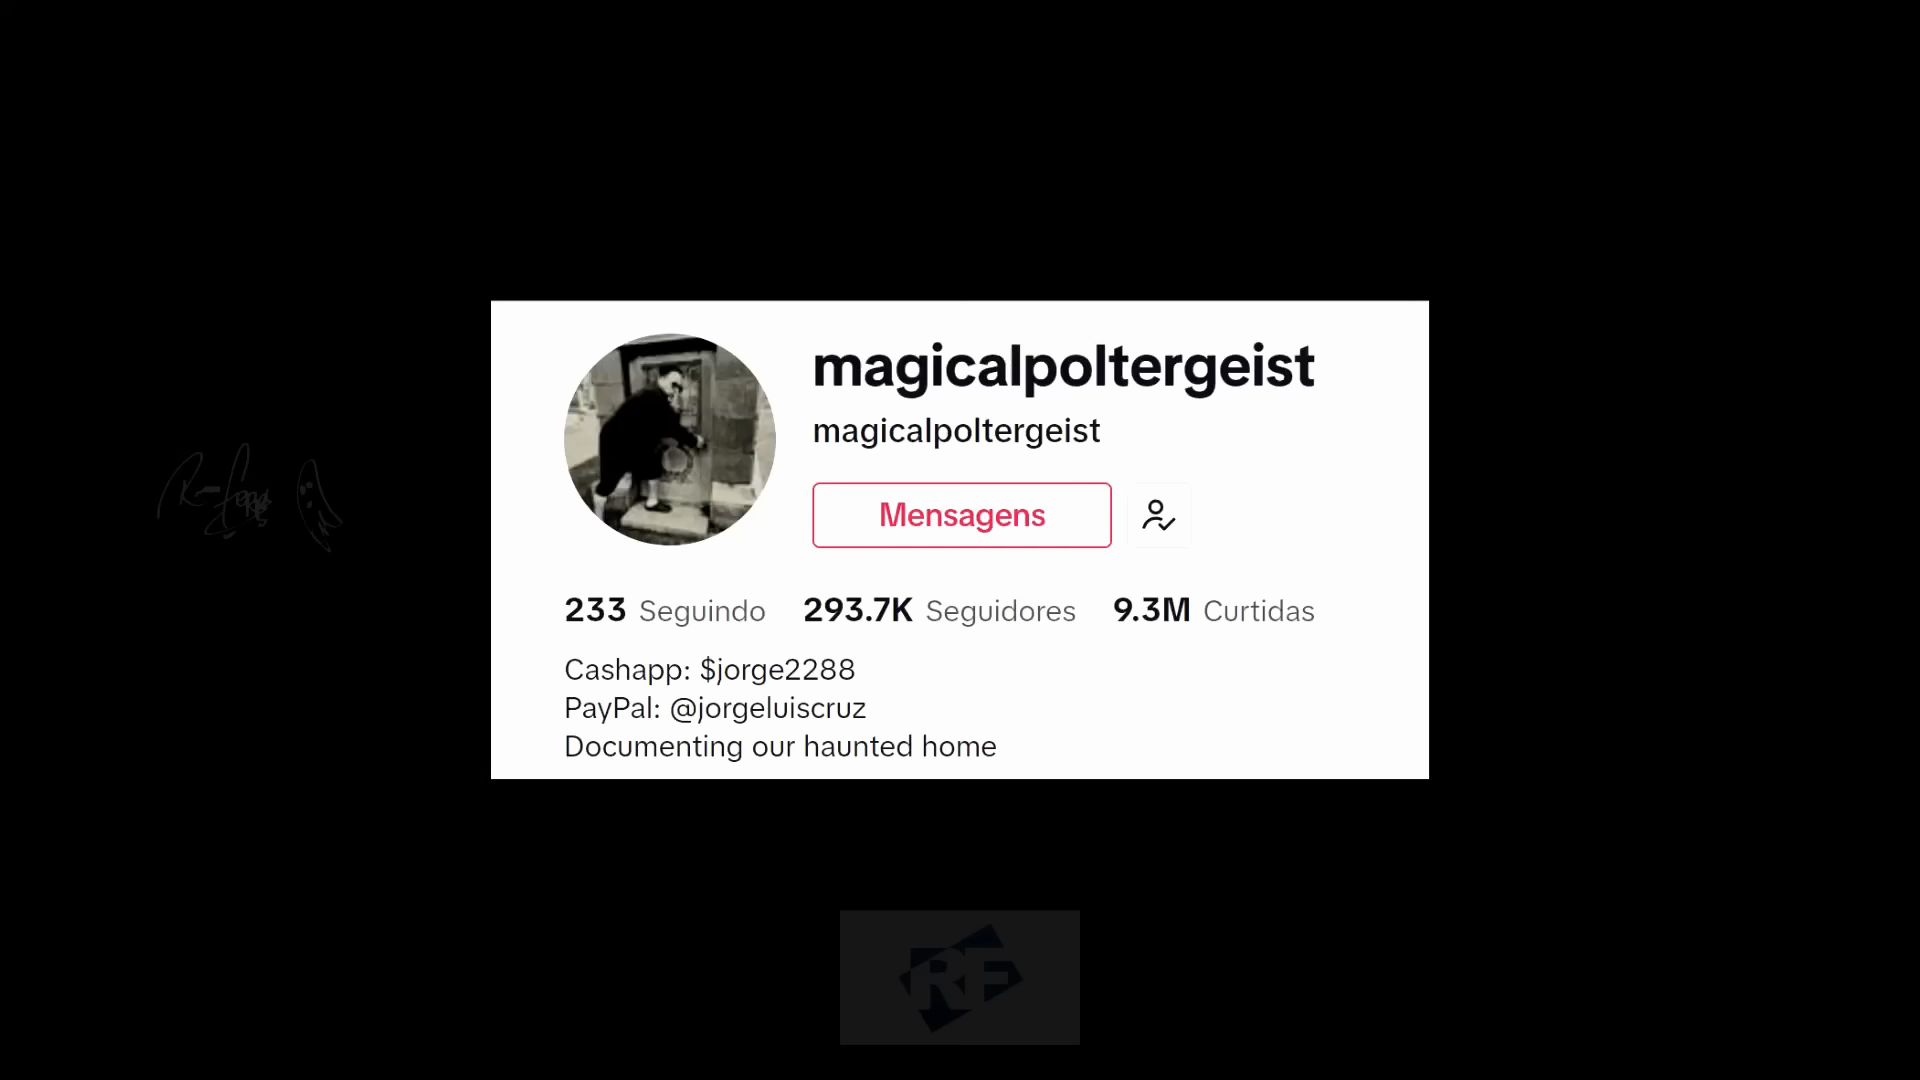 magicalpoltergeist
magicalpoltergeist
Mensagens
233 Seguindo 293.7K Seguidores 9.3M Curtidas
Cashapp: $jorge2288
PayPal: @jorgeluiscruz
Documenting our haunted home
RF